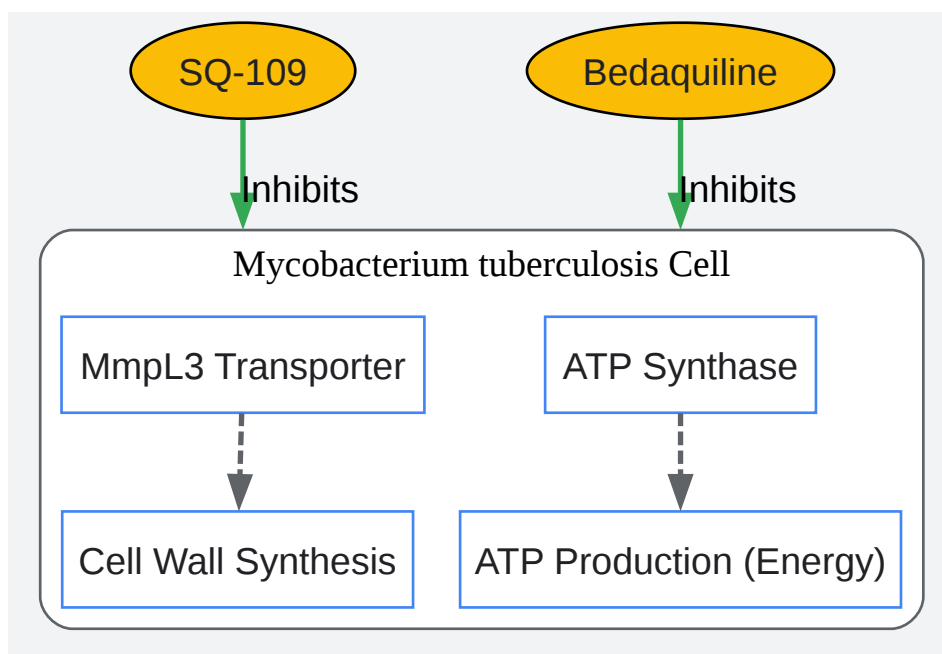 SQ-109
Bedaquiline
Inhibits
Inhibits
Mycobacterium tuberculosis Cell
MmpL3 Transporter
ATP Synthase
Cell Wall Synthesis
ATP Production (Energy)